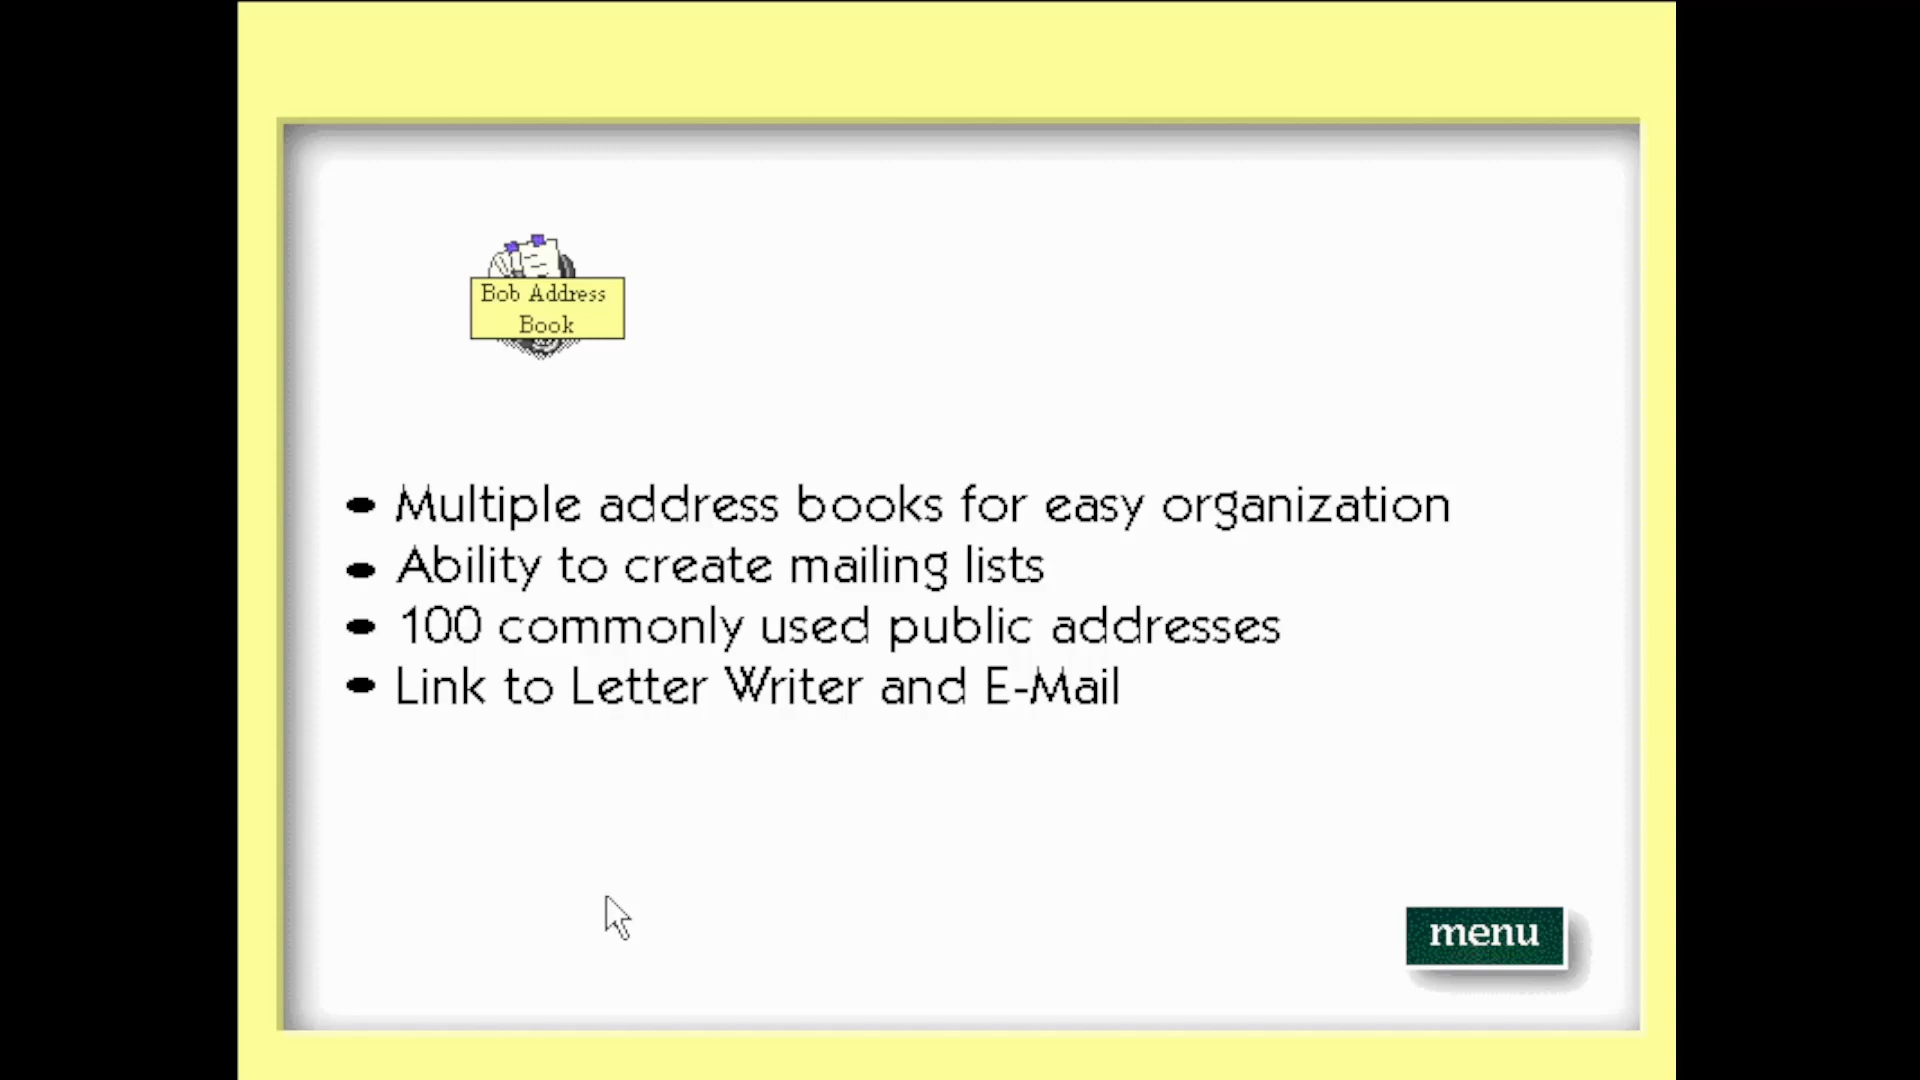 Bob Address
Book
Multiple address books for easy organization
Ability to create mailing lists
100 commonly used public addresses
Link to Letter Writer and E-Mail
menu